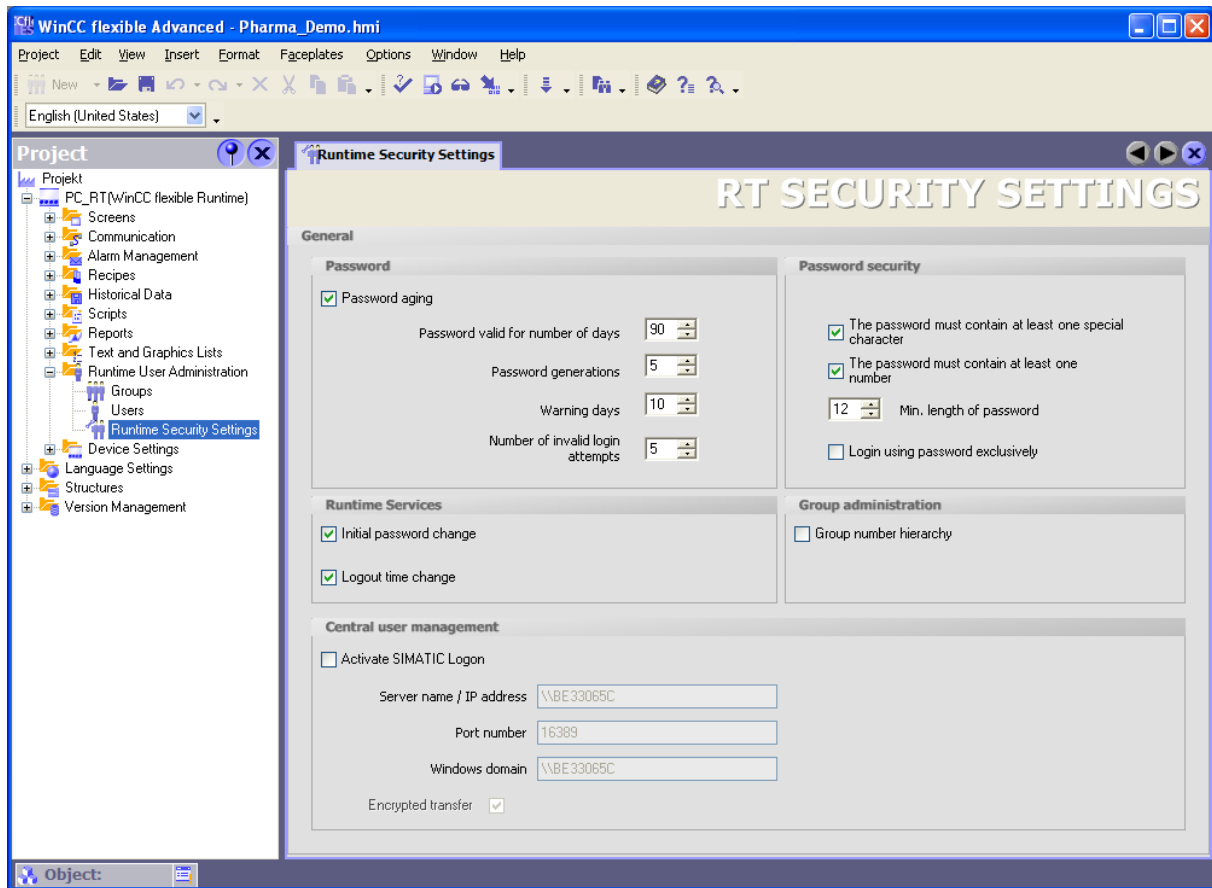 WinCC flexible Advanced - Pharma_Demo.hmi
Project Edit View Insert Format Faceplates Options Window Help
New
English (United States)
Project
Projekt
PC_RT(WinCC flexible Runtime)
Screens
Communication
Alarm Management
Recipes
Historical Data
Scripts
Reports
Text and Graphics Lists
Runtime User Administration
Groups
Users
Runtime Security Settings
Device Settings
Language Settings
Structures
Version Management
Runtime Security Settings
RT SECURITY SETTINGS
General
Password
Password aging
Password valid for number of days 90
Password generations 5
Warning days 10
Number of invalid login
attempts 5
Password security
The password must contain at least one special
character
The password must contain at least one
number
12 Min. length of password
Login using password exclusively
Runtime Services
Initial password change
Logout time change
Group administration
Group number hierarchy
Central user management
Activate SIMATIC Logon
Server name / IP address \\BE33065C
Port number 16389
Windows domain \\BE33065C
Encrypted transfer
Object: